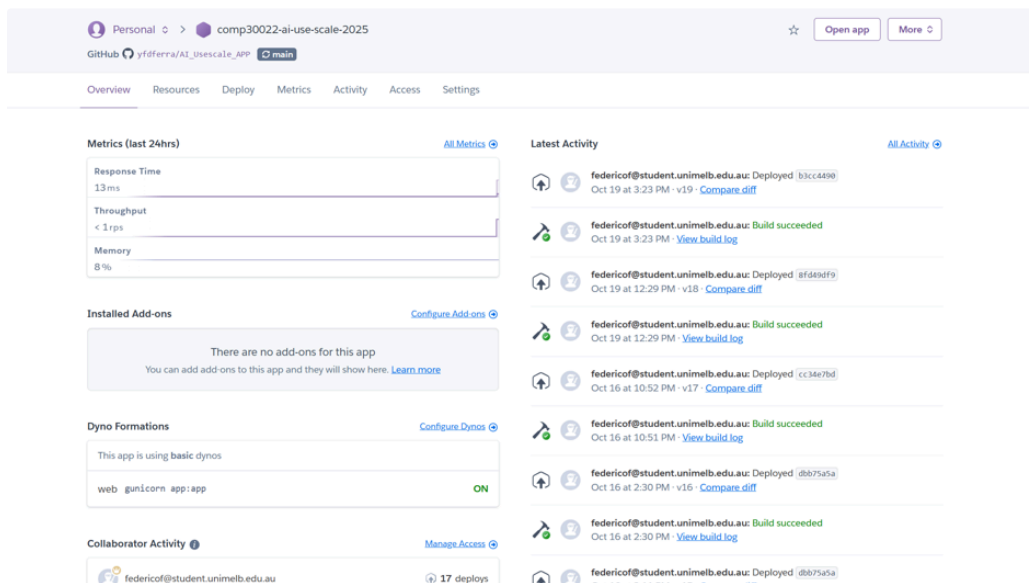 Personal
comp30022-ai-use-scale-2025
Open app
More
GitHub yfdferra/AI_Usescale_APP main
Overview Resources Deploy Metrics Activity Access Settings
Metrics (last 24hrs)
All Metrics
Response Time
13 ms
Throughput
< 1 rps
Memory
8 %
Installed Add-ons
Configure Add-ons
There are no add-ons for this app
You can add add-ons to this app and they will show here. Learn more
Dyno Formations
Configure Dynos
This app is using basic dynos
web gunicorn app:app
ON
Collaborator Activity
Manage Access
federicof@student.unimelb.edu.au
17 deploys
Latest Activity
All Activity
federicof@student.unimelb.edu.au: Deployed b3cc4490
Oct 19 at 3:23 PM · v19 · Compare diff
federicof@student.unimelb.edu.au: Build succeeded
Oct 19 at 3:23 PM · View build log
federicof@student.unimelb.edu.au: Deployed 8fd49df9
Oct 19 at 12:29 PM · v18 · Compare diff
federicof@student.unimelb.edu.au: Build succeeded
Oct 19 at 12:29 PM · View build log
federicof@student.unimelb.edu.au: Deployed cc34e7bd
Oct 16 at 10:52 PM · v17 · Compare diff
federicof@student.unimelb.edu.au: Build succeeded
Oct 16 at 10:51 PM · View build log
federicof@student.unimelb.edu.au: Deployed dbb75a5a
Oct 16 at 2:30 PM · v16 · Compare diff
federicof@student.unimelb.edu.au: Build succeeded
Oct 16 at 2:30 PM · View build log
federicof@student.unimelb.edu.au: Deployed dbb75a5a